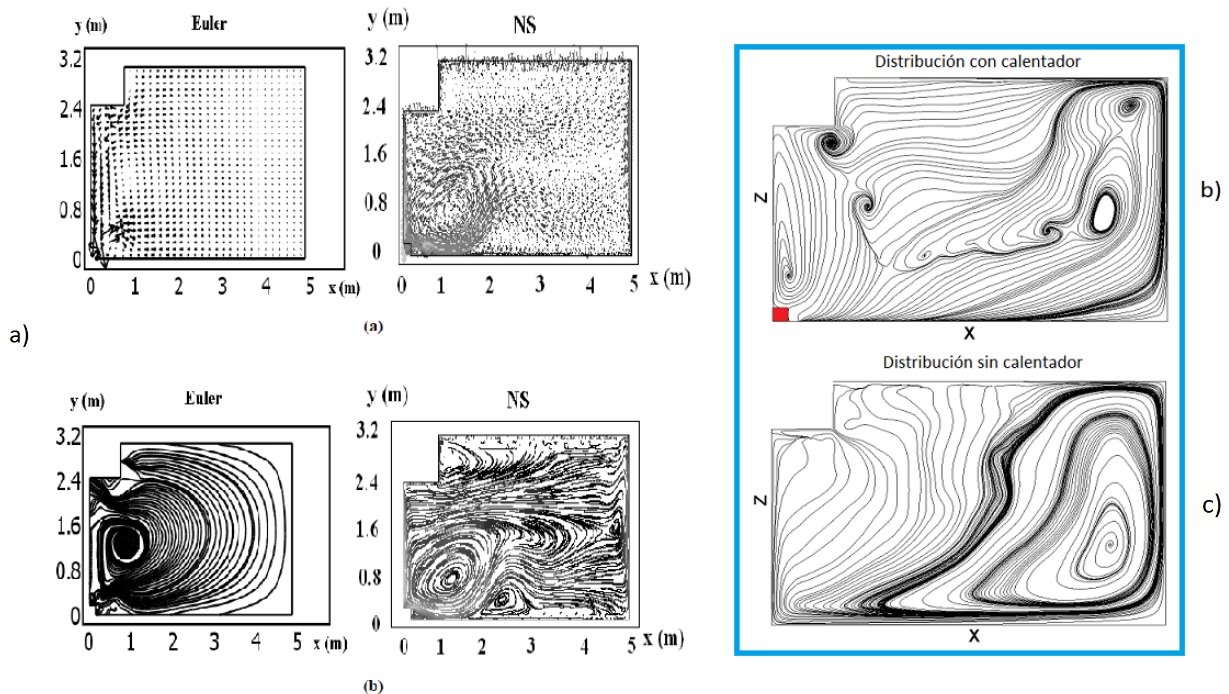 y (m) Euler
3.2
2.4
1.6
0.8
0
0 1 2 3 4 5 x (m)
y (m) NS
3.2
2.4
1.6
0.8
0
0 1 2 3 4 5 x (m)
(a)
a)
y (m) Euler
3.2
2.4
1.6
0.8
0
0 1 2 3 4 5 x (m)
y (m) NS
3.2
2.4
1.6
0.8
0
0 1 2 3 4 5 x (m)
(b)
Distribución con calentador
Z
X
b)
Distribución sin calentador
Z
X
c)